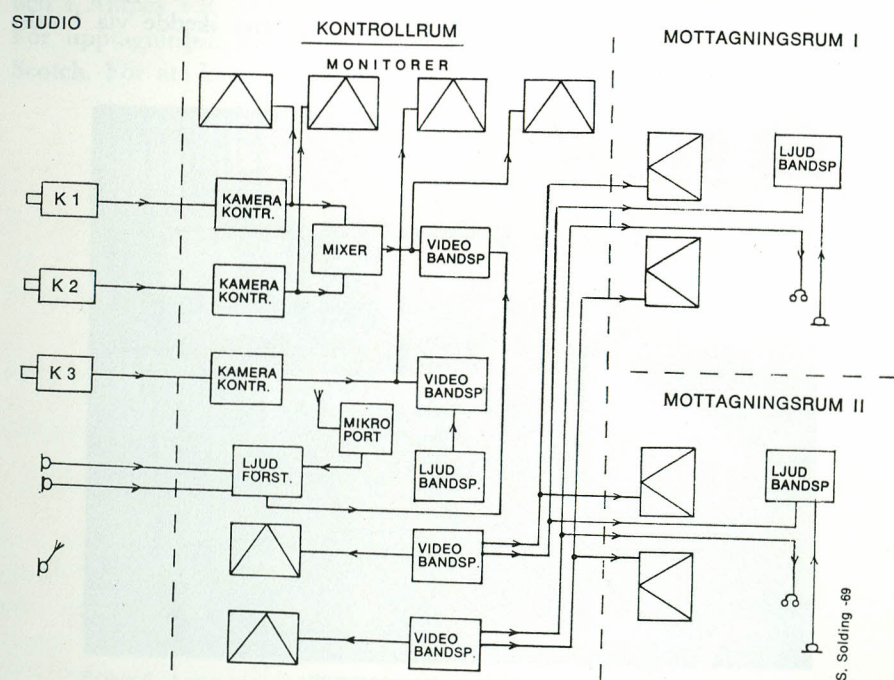 STUDIO
KONTROLLRUM
MONITORER
MOTTAGNINGSRUM I
LJUD
BANDSP
K 1
KAMERA
KONTR.
MIXER
VIDEO
BANDSP
K 2
KAMERA
KONTR.
K 3
KAMERA
KONTR.
VIDEO
BANDSP
MIKRO
PORT
MOTTAGNINGSRUM II
LJUD
FÖRST.
LJUD
BANDSP.
LJUD
BANDSP
VIDEO
BANDSP.
VIDEO
BANDSP.
S. Solding -69